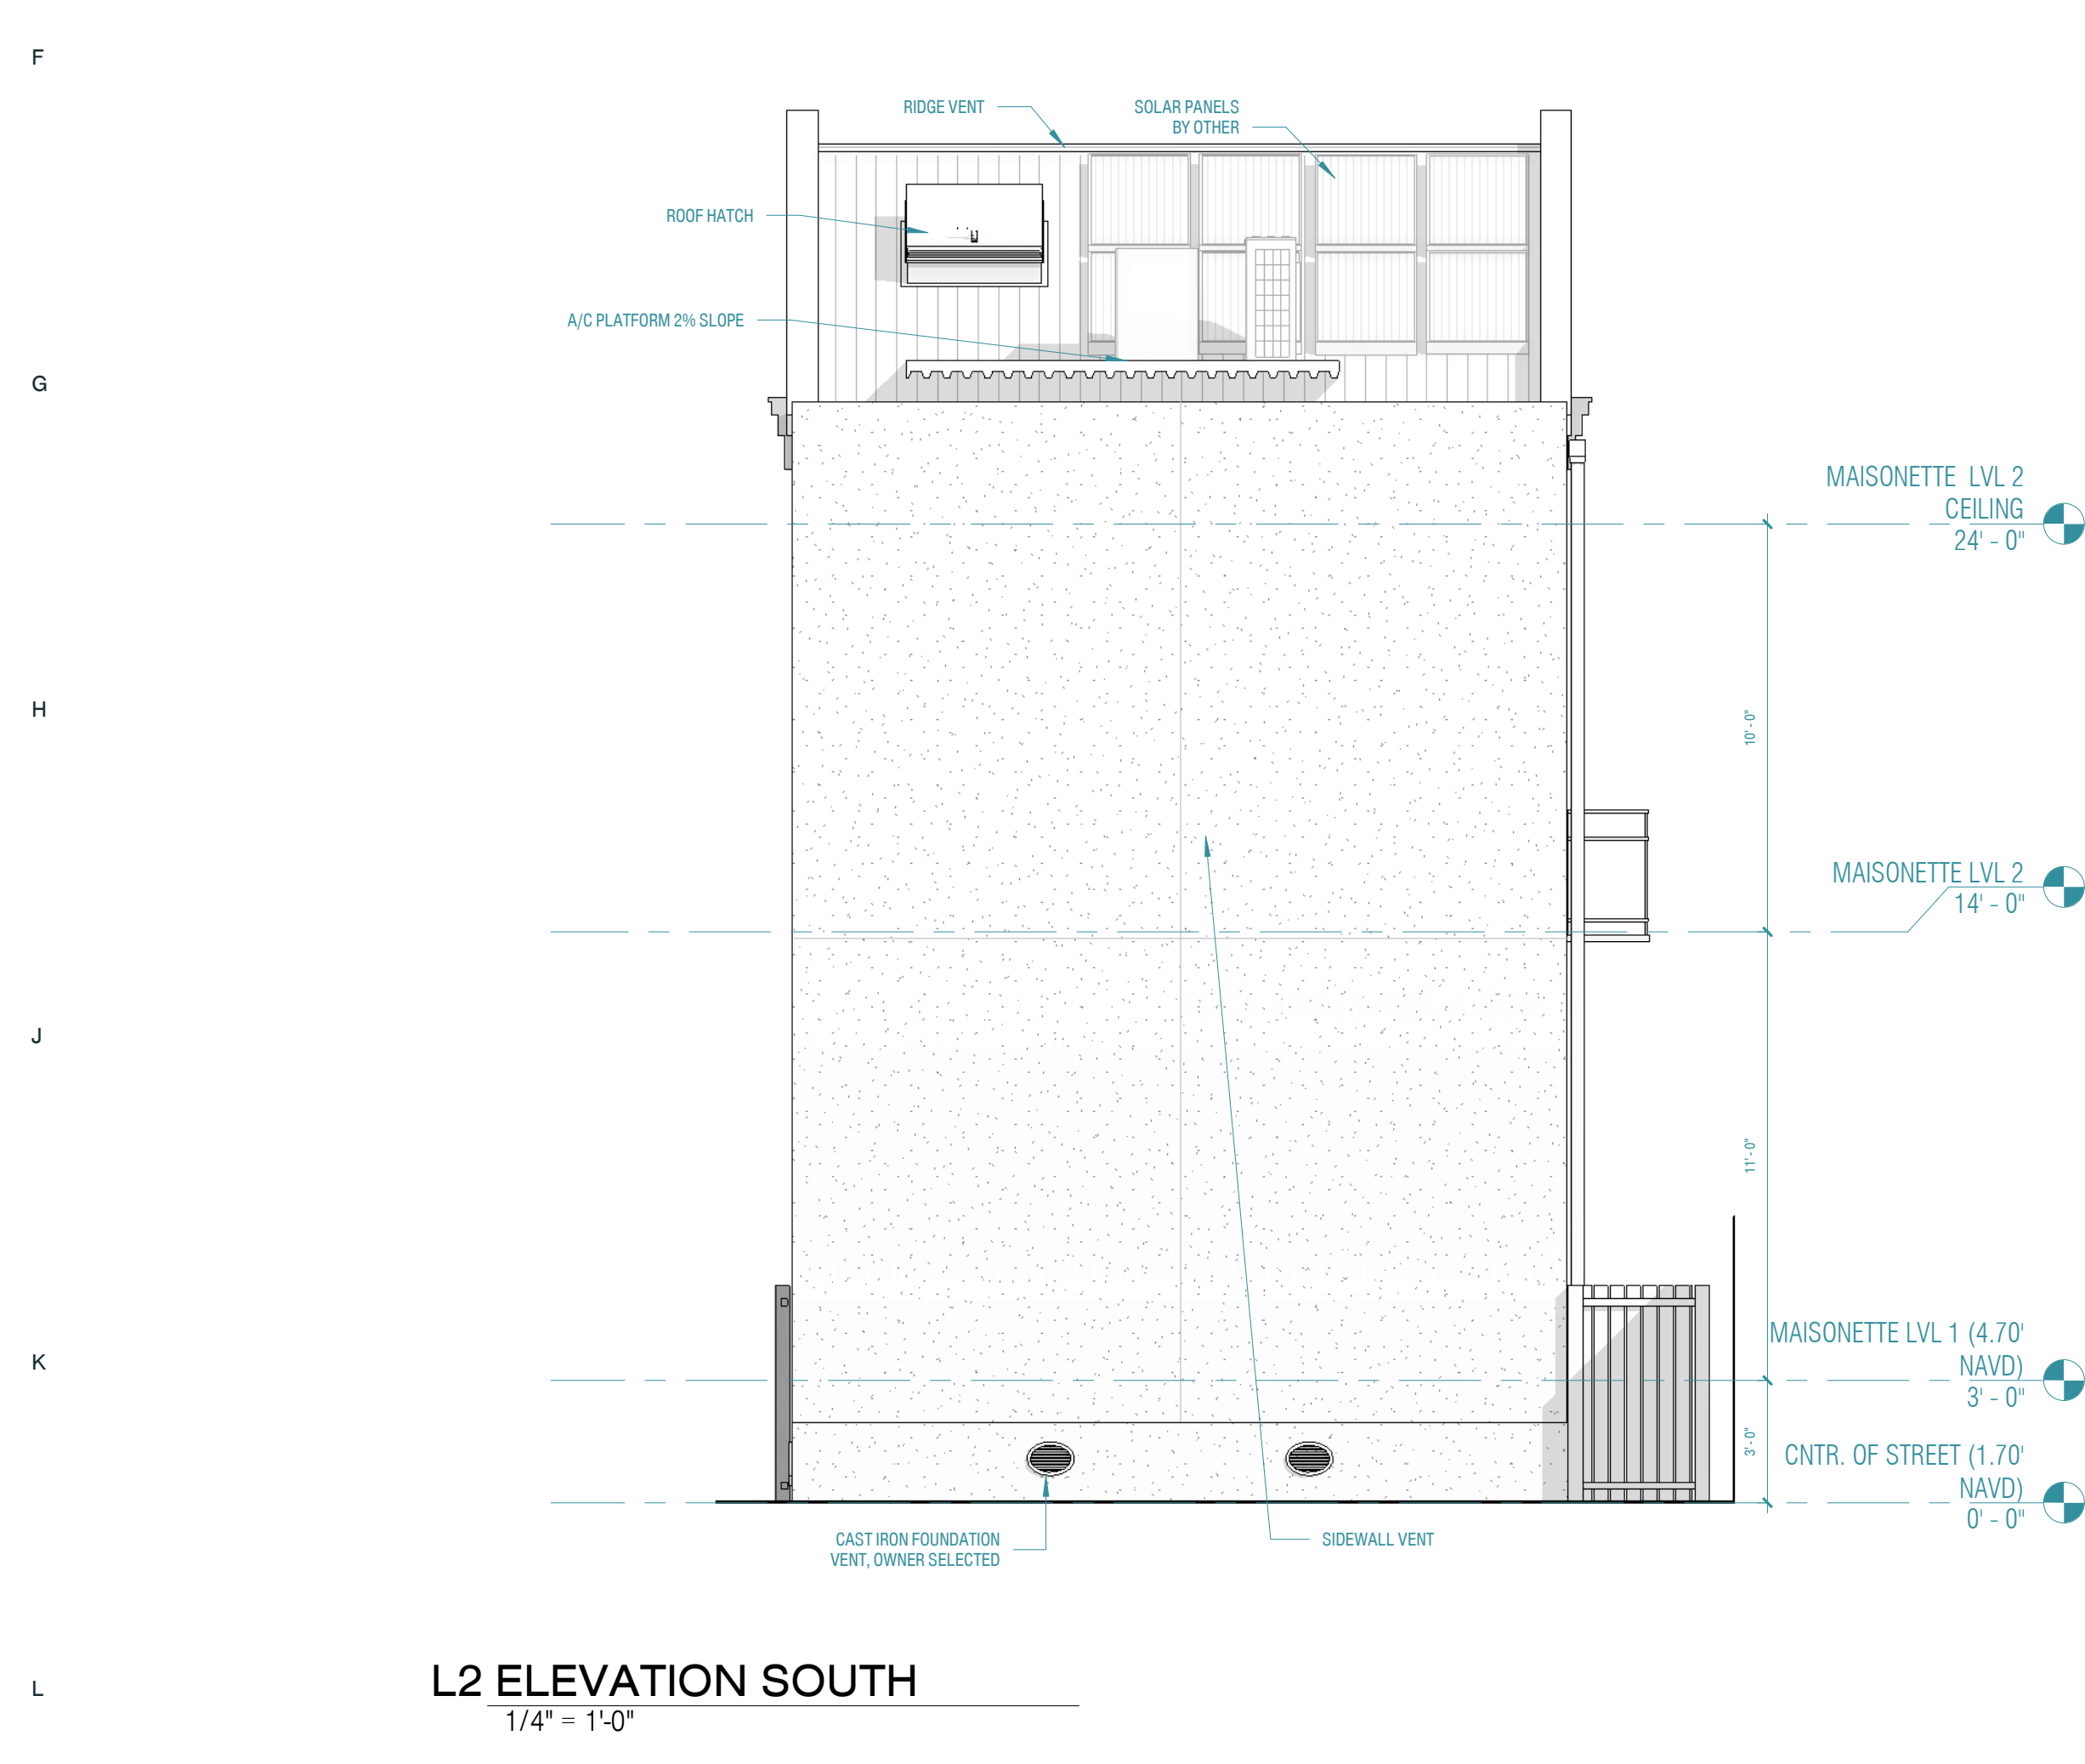 F
RIDGE VENT
SOLAR PANELS
BY OTHER
ROOF HATCH
A/C PLATFORM 2% SLOPE
G
MAISONETTE LVL 2
CEILING
24' - 0"
H
10' - 0"
MAISONETTE LVL 2
14' - 0"
J
11' - 0"
MAISONETTE LVL 1 (4.70'
NAVD)
3' - 0"
K
3' - 0"
CNTR. OF STREET (1.70'
NAVD)
0' - 0"
CAST IRON FOUNDATION
VENT, OWNER SELECTED
SIDEWALL VENT
L
L2 ELEVATION SOUTH
1/4" = 1'-0"